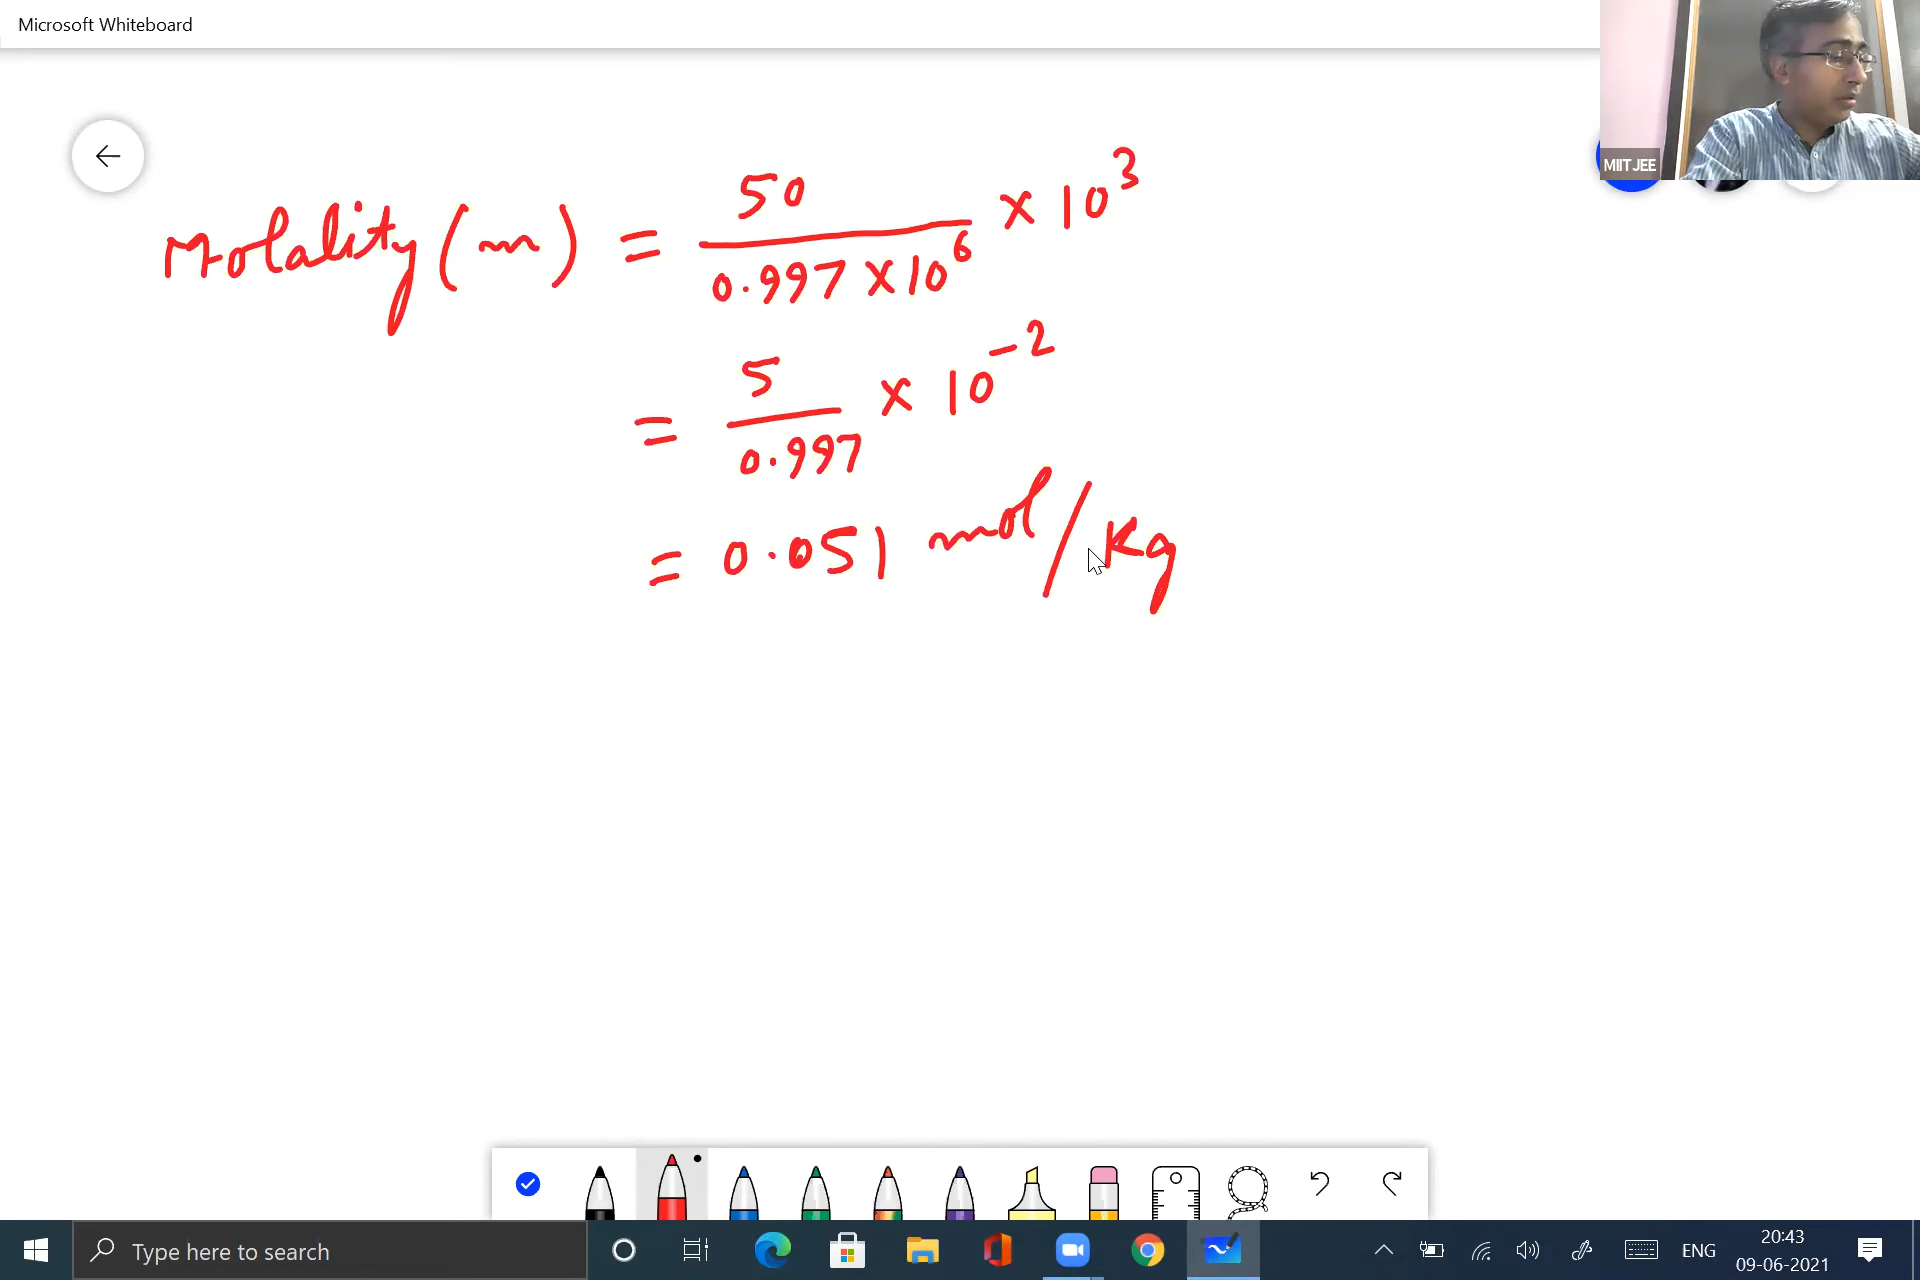 Microsoft Whiteboard
MIIT JEE
Molality (m) = 50 / 0.997 × 10^6 × 10^3
= 5 / 0.997 × 10^-2
= 0.051 mol/Kg
Type here to search
ENG
20:43
09-06-2021